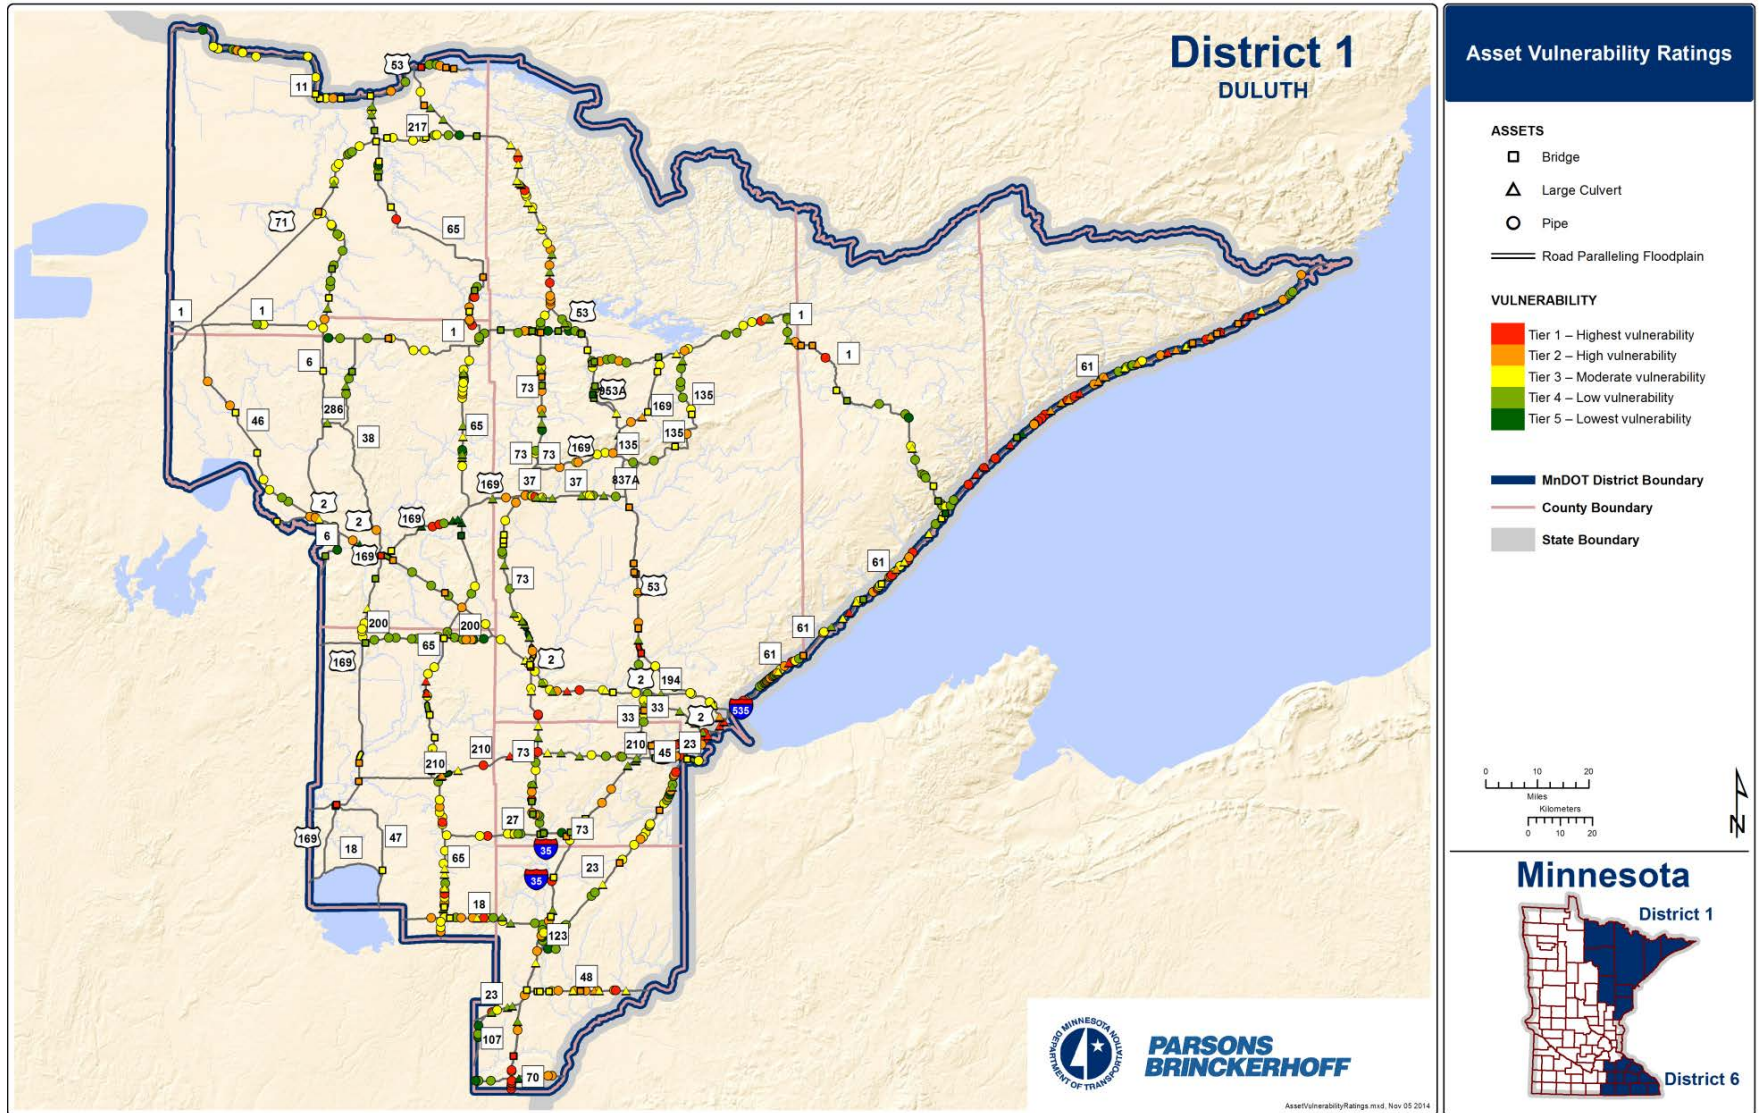 District 1
DULUTH
53
11
217
71
65
1
1
1
53
1
1
6
73
953A
169
135
61
286
46
38
65
135
135
73
73
169
169
37
37
837A
2
2
169
6
169
73
53
61
200
200
65
61
169
2
61
2
194
535
33
33
2
210
73
210
45
23
210
27
73
169
18
47
35
65
23
35
18
123
48
23
107
70
DEPARTMENT OF TRANSPORTATION
MINNESOTA
PARSONS
BRINCKERHOFF
AssetVulnerabilityRatings.mxd, Nov 05 2014
Asset Vulnerability Ratings
ASSETS
Bridge
Large Culvert
Pipe
Road Paralleling Floodplain
VULNERABILITY
Tier 1 – Highest vulnerability
Tier 2 – High vulnerability
Tier 3 – Moderate vulnerability
Tier 4 – Low vulnerability
Tier 5 – Lowest vulnerability
MnDOT District Boundary
County Boundary
State Boundary
0 10 20
Miles
Kilometers
0 10 20
N
Minnesota
District 1
District 6